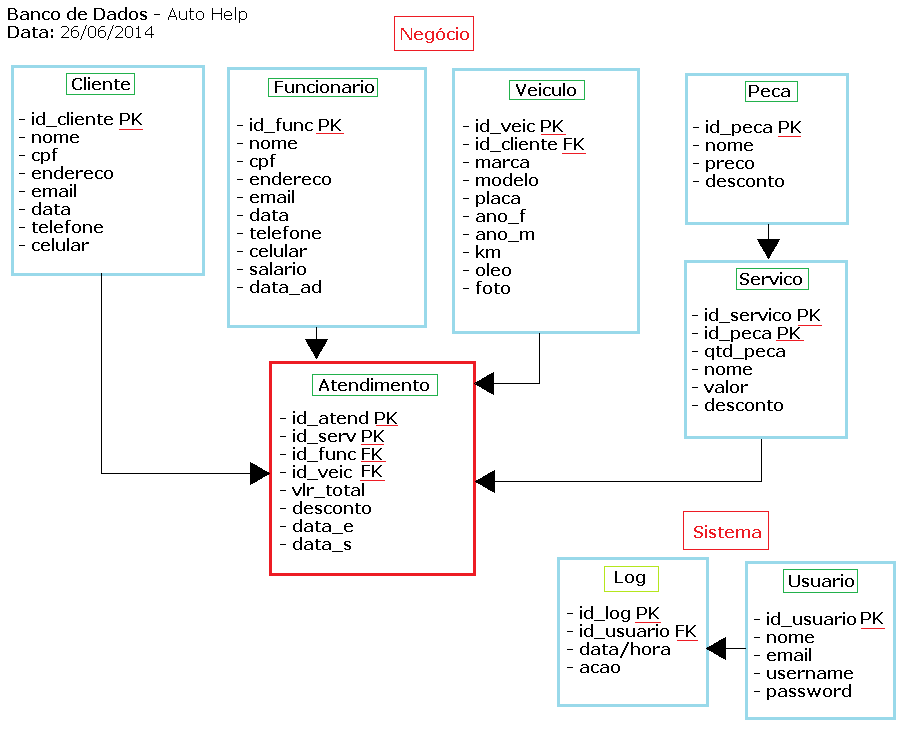 Banco de Dados - Auto Help
Data: 26/06/2014
Negócio
Cliente
- id_cliente PK
- nome
- cpf
- endereco
- email
- data
- telefone
- celular
Funcionario
- id_func PK
- nome
- cpf
- endereco
- email
- data
- telefone
- celular
- salario
- data_ad
Veiculo
- id_veic PK
- id_cliente FK
- marca
- modelo
- placa
- ano_f
- ano_m
- km
- oleo
- foto
Peca
- id_peca PK
- nome
- preco
- desconto
Servico
- id_servico PK
- id_peca PK
- qtd_peca
- nome
- valor
- desconto
Atendimento
- id_atend PK
- id_serv PK
- id_func FK
- id_veic FK
- vlr_total
- desconto
- data_e
- data_s
Sistema
Log
- id_log PK
- id_usuario FK
- data/hora
- acao
Usuario
- id_usuario PK
- nome
- email
- username
- password